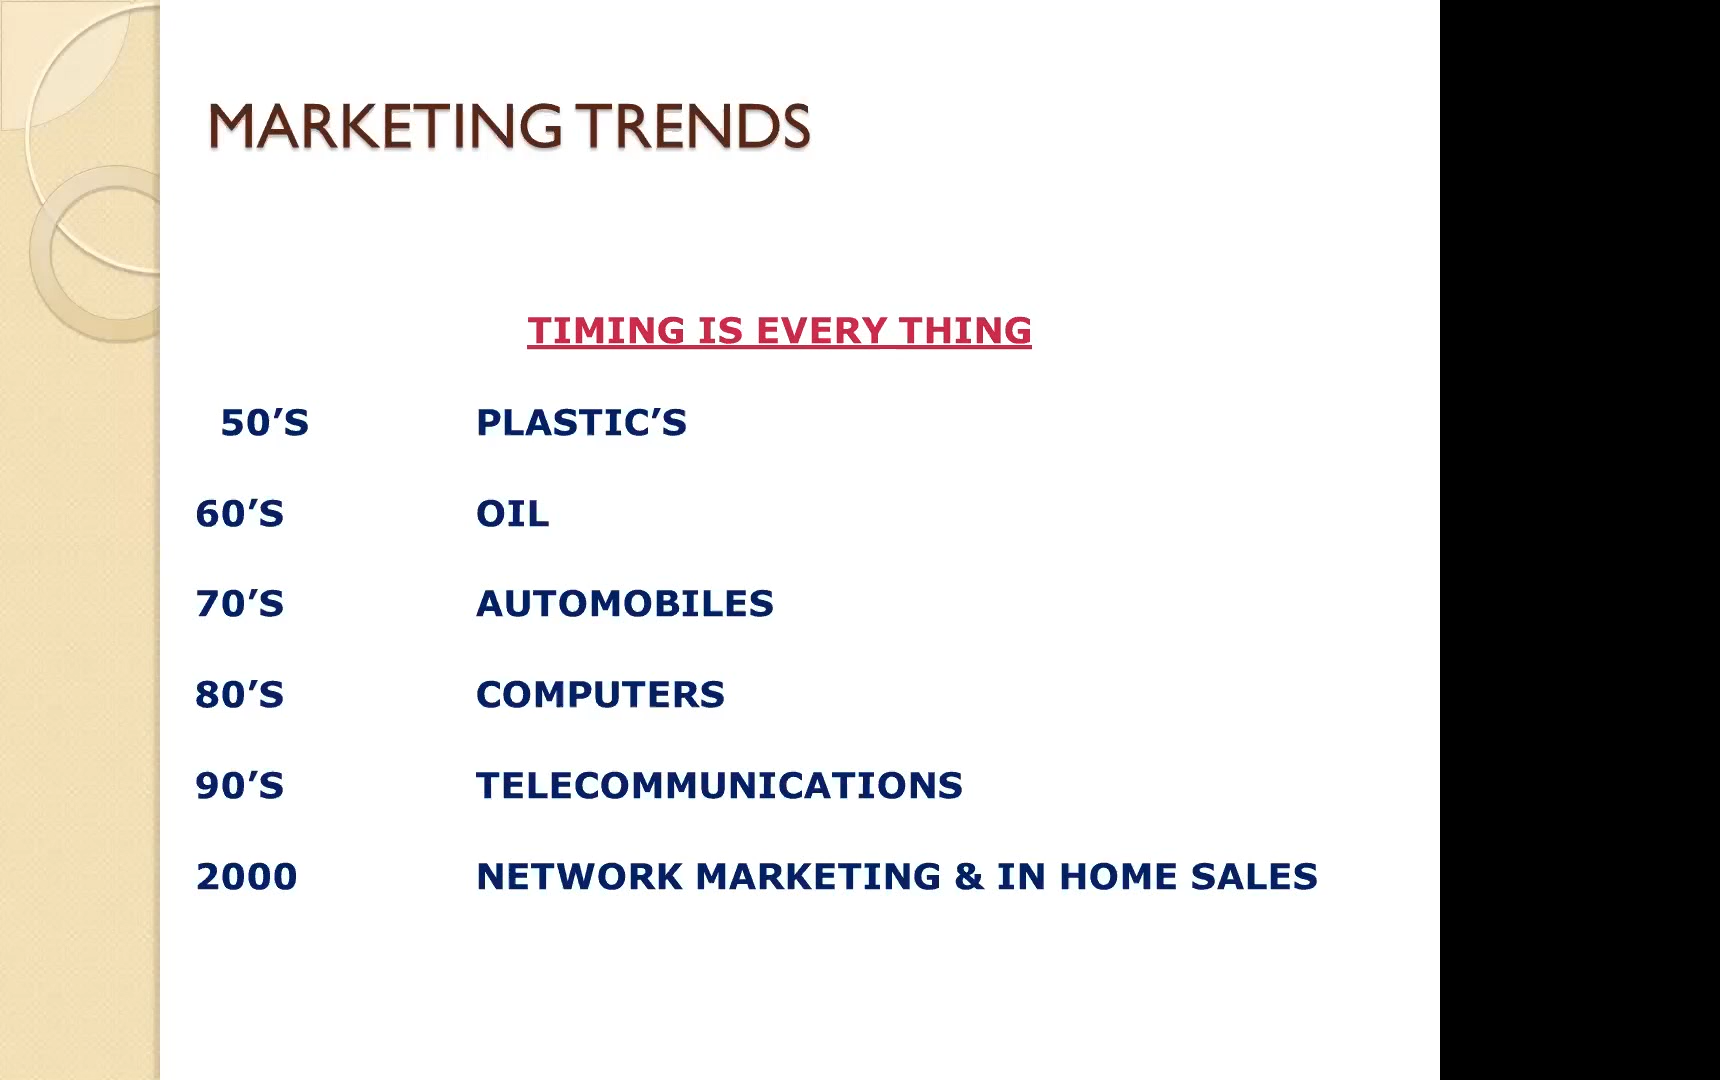 MARKETING TRENDS
TIMING IS EVERY THING
50’S PLASTIC’S
60’S OIL
70’S AUTOMOBILES
80’S COMPUTERS
90’S TELECOMMUNICATIONS
2000 NETWORK MARKETING & IN HOME SALES